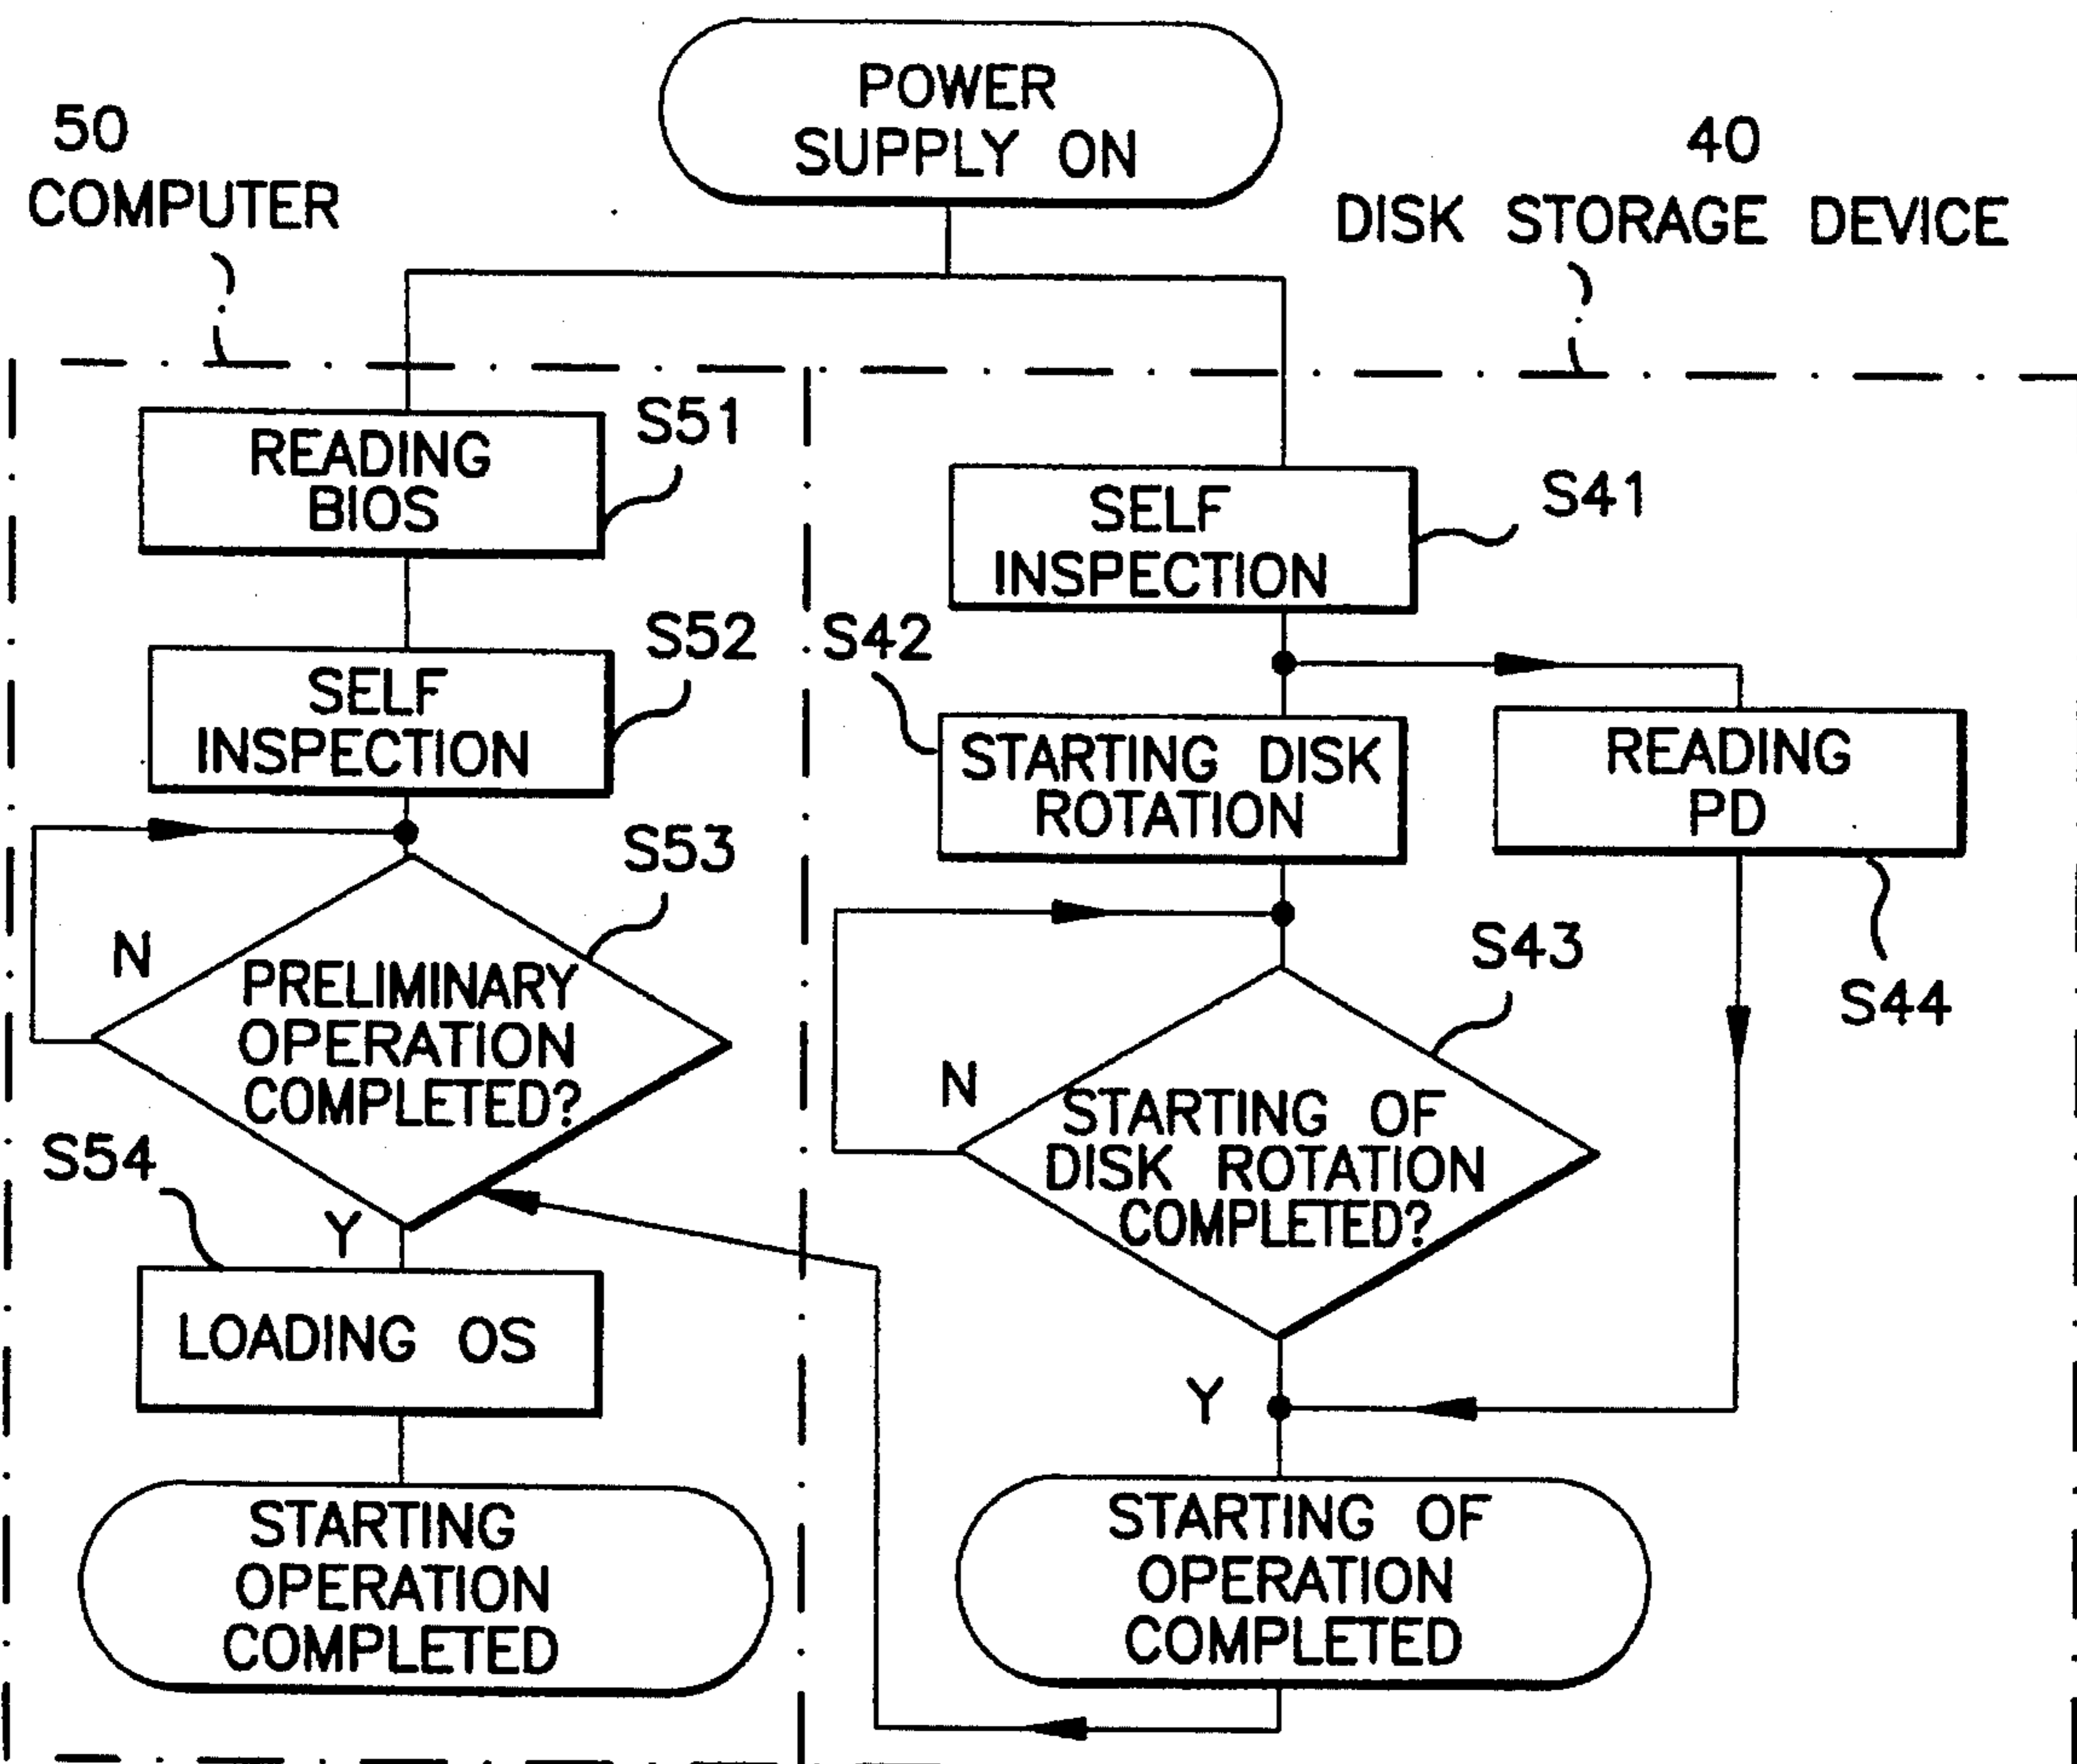 POWER
SUPPLY ON
50
COMPUTER
40
DISK STORAGE DEVICE
READING
BIOS
S51
SELF
INSPECTION
S52
PRELIMINARY
OPERATION
COMPLETED?
S53
N
Y
S54
LOADING OS
STARTING
OPERATION
COMPLETED
SELF
INSPECTION
S41
S42
STARTING DISK
ROTATION
READING
PD
S44
S43
N
STARTING OF
DISK ROTATION
COMPLETED?
Y
STARTING OF
OPERATION
COMPLETED